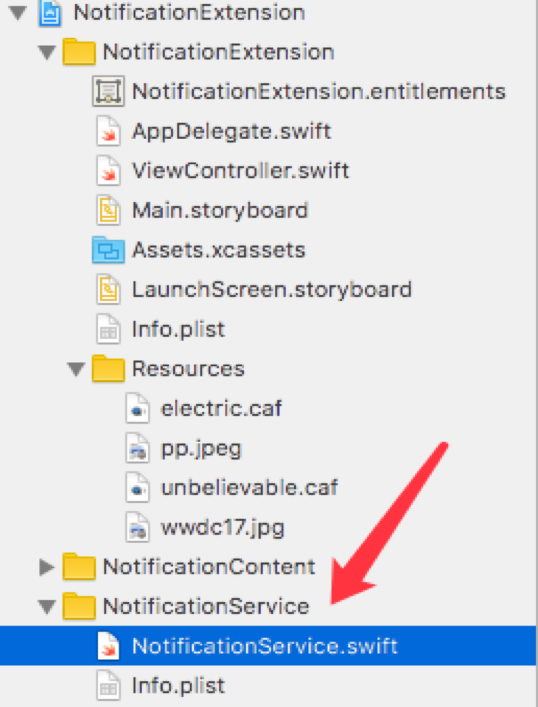 NotificationExtension
NotificationExtension
NotificationExtension.entitlements
AppDelegate.swift
ViewController.swift
Main.storyboard
Assets.xcassets
LaunchScreen.storyboard
Info.plist
Resources
electric.caf
pp.jpeg
unbelievable.caf
wwdc17.jpg
NotificationContent
NotificationService
NotificationService.swift
Info.plist